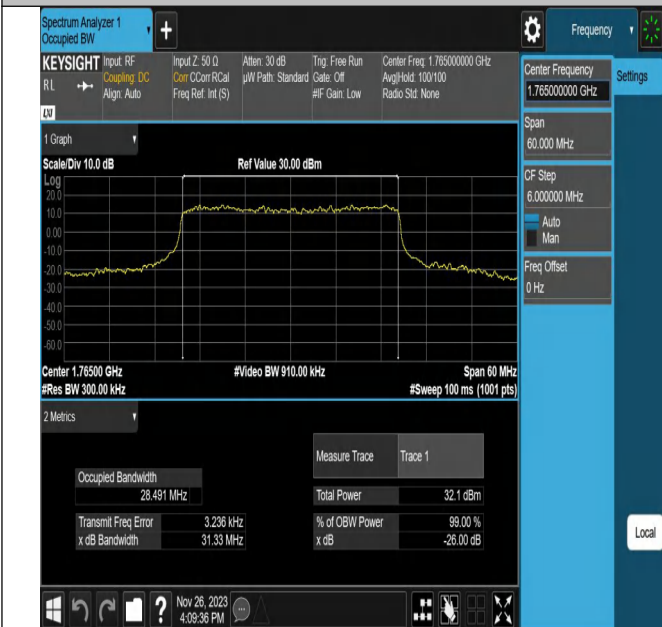 Spectrum Analyzer 1
Occupied BW
+
Frequency
KEYSIGHT
RL
LXI
Input: RF
Coupling: DC
Align: Auto
Input Z: 50 Ω
Corr CCorr RCal
Freq Ref: Int (S)
Atten: 30 dB
µW Path: Standard
Trig: Free Run
Gate: Off
#IF Gain: Low
Center Freq: 1.765000000 GHz
Avg|Hold: 100/100
Radio Std: None
Center Frequency
1.765000000 GHz
Settings
Span
60.000 MHz
CF Step
6.000000 MHz
Auto
Man
Freq Offset
0 Hz
Local
1 Graph
Scale/Div 10.0 dB
Ref Value 30.00 dBm
Log
20.0
10.0
0.00
-10.0
-20.0
-30.0
-40.0
-50.0
-60.0
Center 1.76500 GHz
#Video BW 910.00 kHz
Span 60 MHz
#Res BW 300.00 kHz
#Sweep 100 ms (1001 pts)
2 Metrics
Measure Trace
Trace 1
Occupied Bandwidth
28.491 MHz
Total Power
32.1 dBm
Transmit Freq Error
3.236 kHz
% of OBW Power
99.00 %
x dB Bandwidth
31.33 MHz
x dB
-26.00 dB
?
Nov 26, 2023
4:09:36 PM